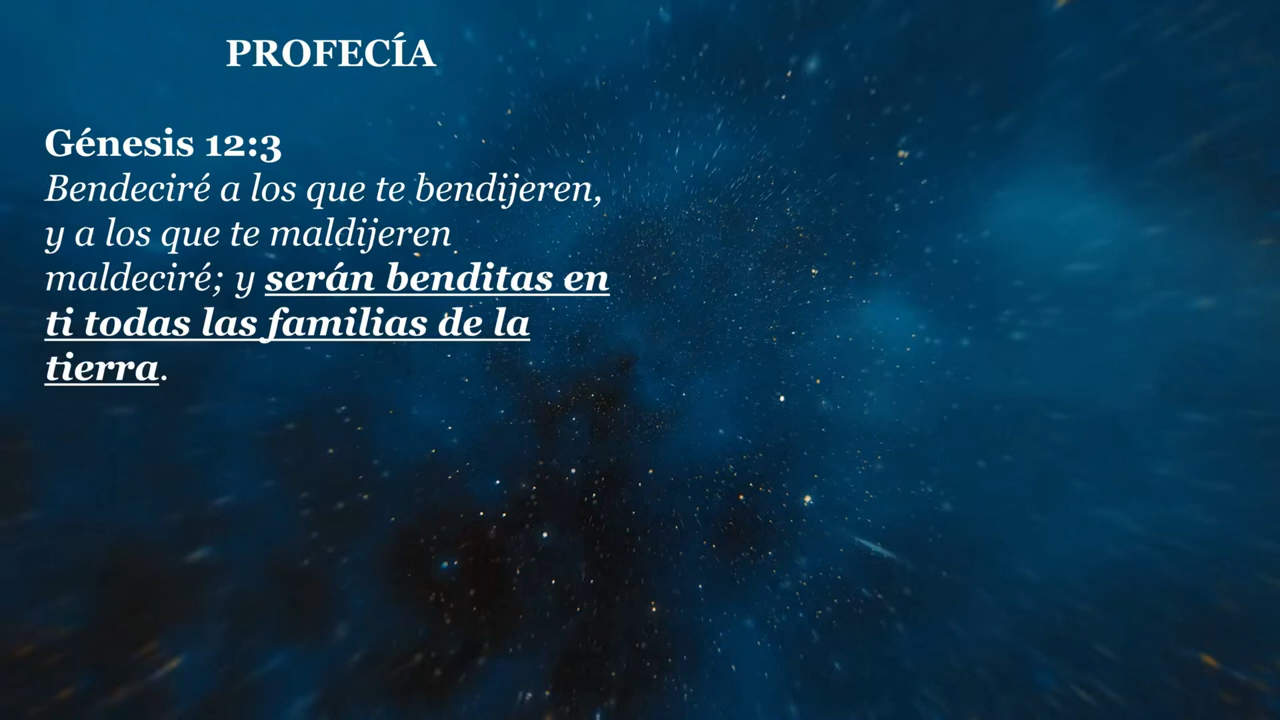 PROFECÍA
Génesis 12:3
Bendeciré a los que te bendijeren,
y a los que te maldijeren
maldeciré; y serán benditas en
ti todas las familias de la
tierra.